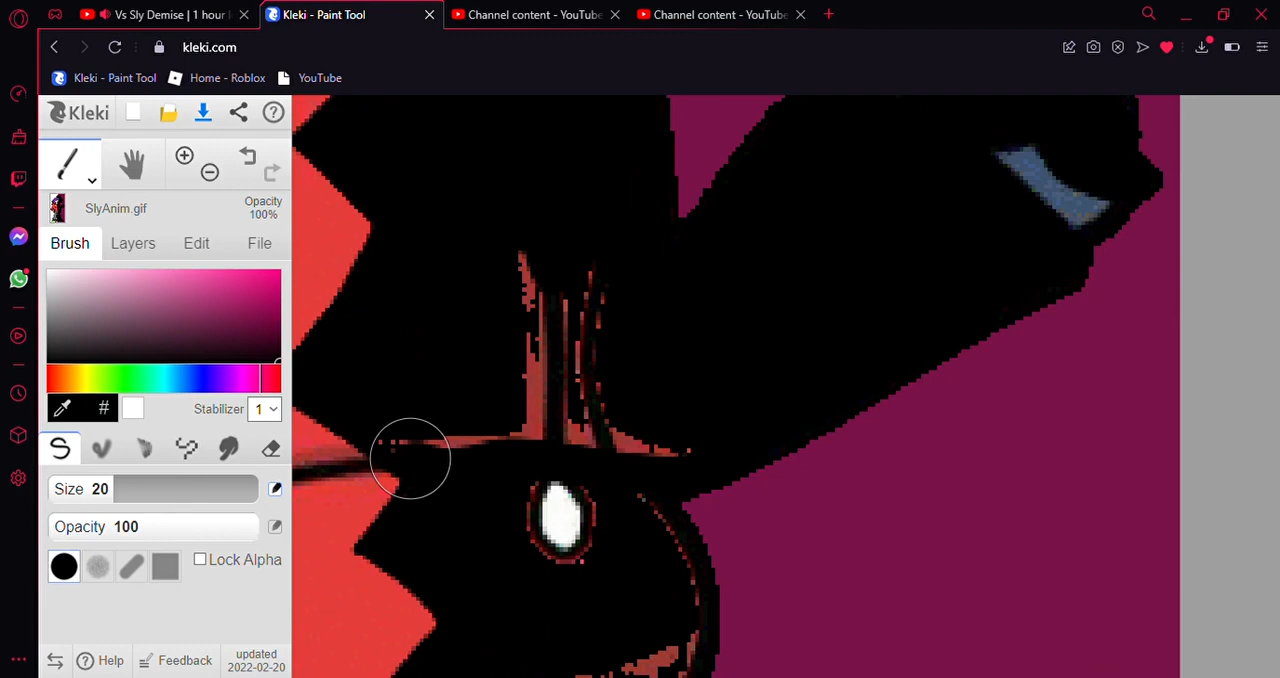 Vs Sly Demise | 1 hour
Kleki - Paint Tool
Channel content - YouTube
Channel content - YouTube
kleki.com
Kleki - Paint Tool
Home - Roblox
YouTube
Kleki
SlyAnim.gif
Opacity
100%
Brush
Layers
Edit
File
#
Stabilizer
1
Size 20
Opacity 100
Lock Alpha
Help
Feedback
updated
2022-02-20